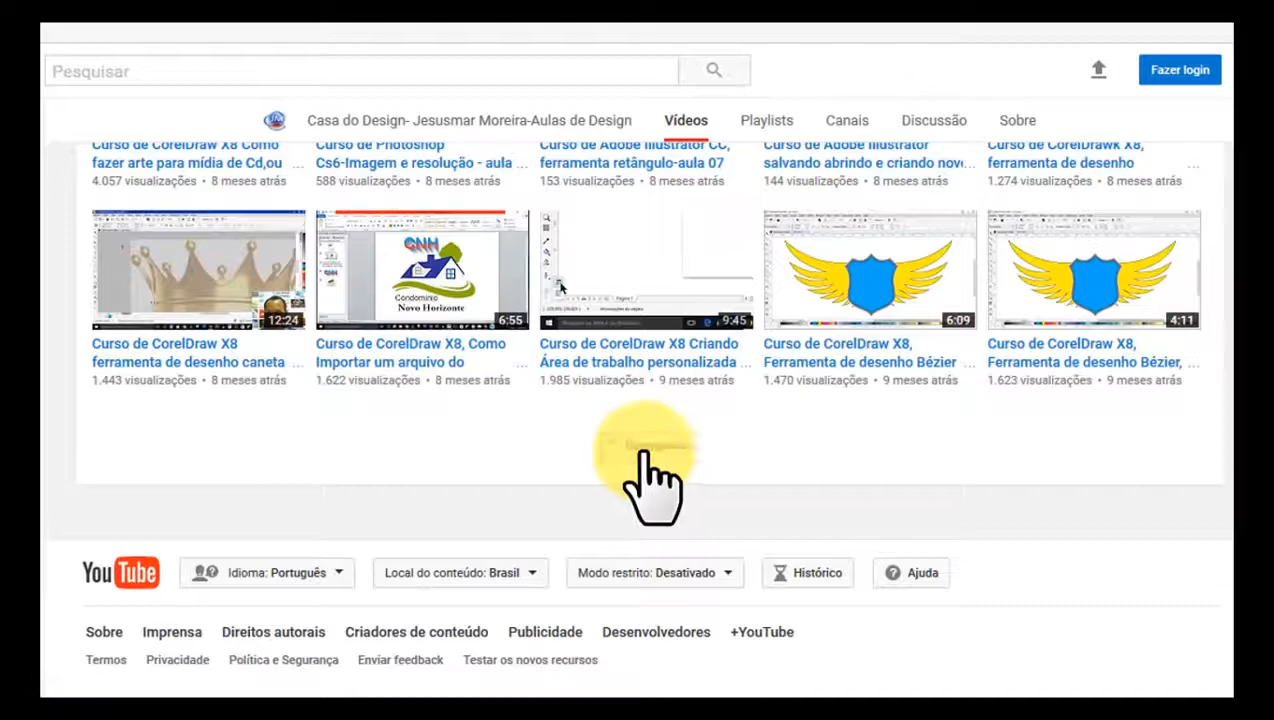 Pesquisar
Fazer login
Casa do Design- Jesusmar Moreira-Aulas de Design
Vídeos
Playlists
Canais
Discussão
Sobre
Curso de CorelDraw X8 Como
fazer arte para mídia de Cd,ou ...
4.057 visualizações • 8 meses atrás
Curso de Photoshop
Cs6-Imagem e resolução - aula ...
588 visualizações • 8 meses atrás
Curso de Adobe Illustrator CC,
ferramenta retângulo-aula 07
153 visualizações • 8 meses atrás
Curso de Adobe Illustrator
salvando abrindo e criando novo...
144 visualizações • 8 meses atrás
Curso de CorelDrawk X8,
ferramenta de desenho ...
1.274 visualizações • 8 meses atrás
12:24
CNH
Condomínio
Novo Horizonte
6:55
9:45
6:09
4:11
Curso de CorelDraw X8
ferramenta de desenho caneta ...
1.443 visualizações • 8 meses atrás
Curso de CorelDraw X8, Como
Importar um arquivo do ...
1.622 visualizações • 8 meses atrás
Curso de CorelDraw X8 Criando
Área de trabalho personalizada ...
1.985 visualizações • 9 meses atrás
Curso de CorelDraw X8,
Ferramenta de desenho Bézier ...
1.470 visualizações • 9 meses atrás
Curso de CorelDraw X8,
Ferramenta de desenho Bézier, ...
1.623 visualizações • 9 meses atrás
YouTube
Idioma: Português
Local do conteúdo: Brasil
Modo restrito: Desativado
Histórico
Ajuda
Sobre
Imprensa
Direitos autorais
Criadores de conteúdo
Publicidade
Desenvolvedores
+YouTube
Termos
Privacidade
Política e Segurança
Enviar feedback
Testar os novos recursos